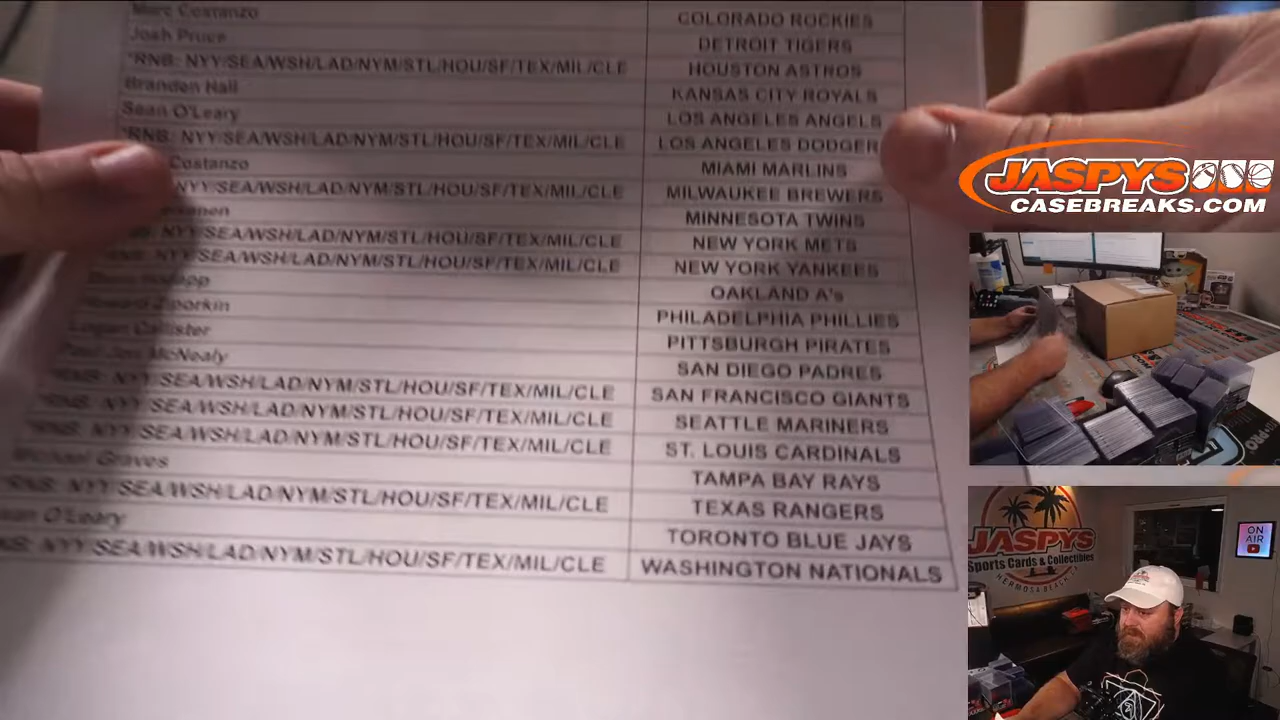 Marc Costanzo COLORADO ROCKIES
Josh Pruce DETROIT TIGERS
*RNB: NYY/SEA/WSH/LAD/NYM/STL/HOU/SF/TEX/MIL/CLE HOUSTON ASTROS
Branden Hall KANSAS CITY ROYALS
Sean O'Leary LOS ANGELES ANGELS
*RNB: NYY/SEA/WSH/LAD/NYM/STL/HOU/SF/TEX/MIL/CLE LOS ANGELES DODGER
Costanzo MIAMI MARLINS
NYY/SEA/WSH/LAD/NYM/STL/HOU/SF/TEX/MIL/CLE MILWAUKEE BREWERS
MINNESOTA TWINS
NYY/SEA/WSH/LAD/NYM/STL/HOU/SF/TEX/MIL/CLE NEW YORK METS
RNB: NYY/SEA/WSH/LAD/NYM/STL/HOU/SF/TEX/MIL/CLE NEW YORK YANKEES
OAKLAND A's
Howard Ziporkin PHILADELPHIA PHILLIES
Logan Callister PITTSBURGH PIRATES
McNealy SAN DIEGO PADRES
*RNB: NYY/SEA/WSH/LAD/NYM/STL/HOU/SF/TEX/MIL/CLE SAN FRANCISCO GIANTS
*RNB: NYY/SEA/WSH/LAD/NYM/STL/HOU/SF/TEX/MIL/CLE SEATTLE MARINERS
*RNB: NYY/SEA/WSH/LAD/NYM/STL/HOU/SF/TEX/MIL/CLE ST. LOUIS CARDINALS
Michael Graves TAMPA BAY RAYS
*RNB: NYY/SEA/WSH/LAD/NYM/STL/HOU/SF/TEX/MIL/CLE TEXAS RANGERS
O'Leary TORONTO BLUE JAYS
NYY/SEA/WSH/LAD/NYM/STL/HOU/SF/TEX/MIL/CLE WASHINGTON NATIONALS
JASPYS
CASEBREAKS.COM
JASPYS
Sports Cards & Collectibles
HERMOSA BEACH, CA
ON
AIR